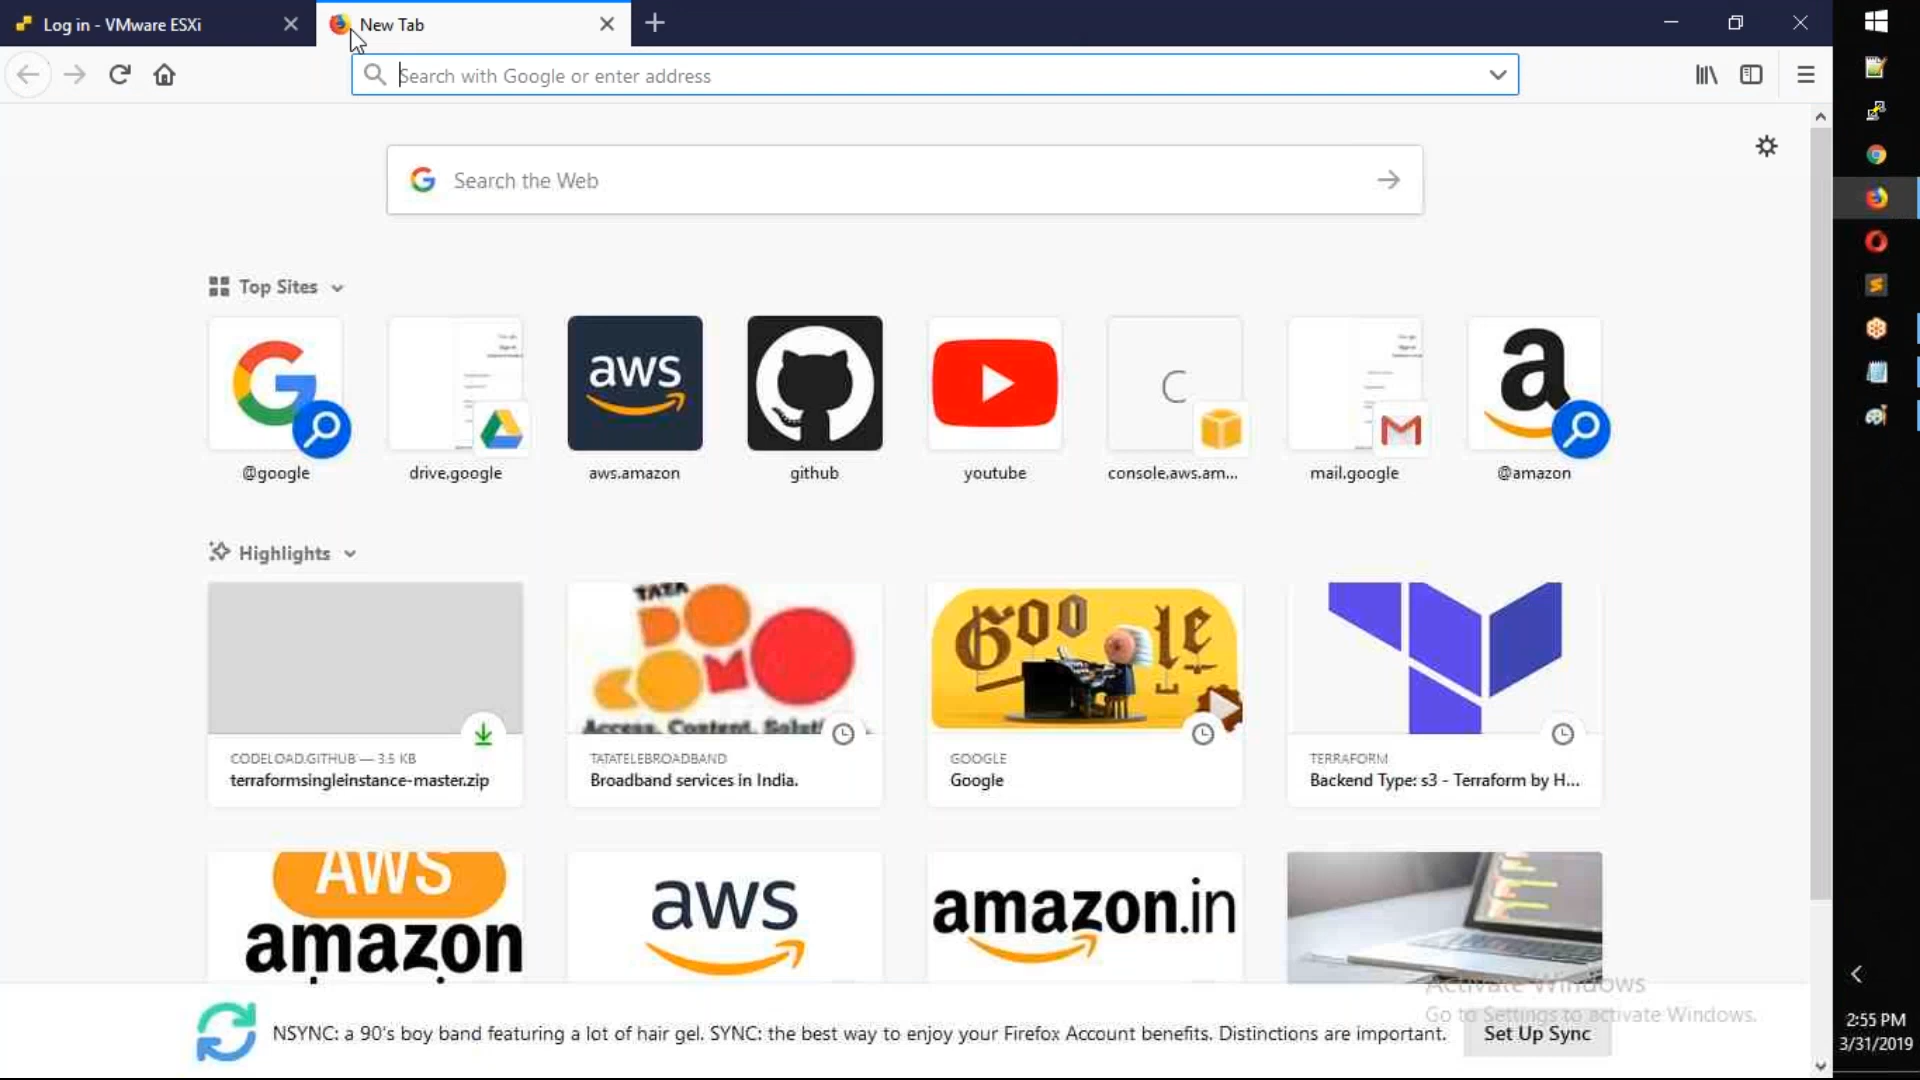 Log in - VMware ESXi
New Tab
Search with Google or enter address
Search the Web
Top Sites
aws
a
C
@google
drive.google
aws.amazon
github
youtube
console.aws.am...
mail.google
@amazon
Highlights
TATA
DOCOMO
Google
CODELOAD.GITHUB — 3.5 KB
terraformsingleinstance-master.zip
TATATELEBROADBAND
Broadband services in India.
GOOGLE
Google
TERRAFORM
Backend Type: s3 - Terraform by H...
AWS
amazon
aws
amazon.in
Activate Windows
Go to Settings to activate Windows.
NSYNC: a 90's boy band featuring a lot of hair gel. SYNC: the best way to enjoy your Firefox Account benefits. Distinctions are important.
Set Up Sync
2:55 PM
3/31/2019